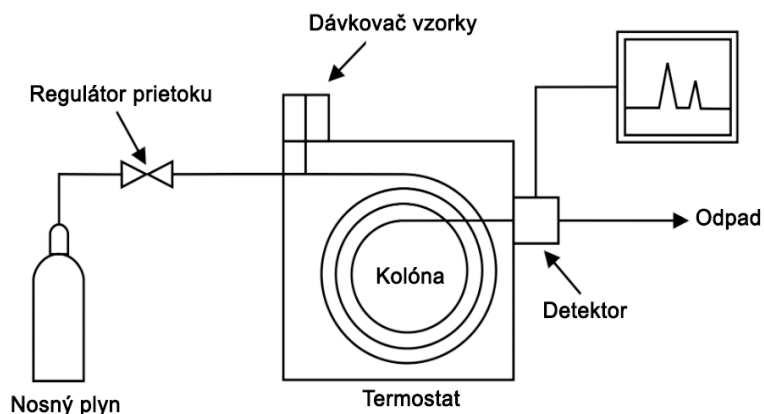 Dávkovač vzorky
Regulátor prietoku
Odpad
Kolóna
Detektor
Termostat
Nosný plyn